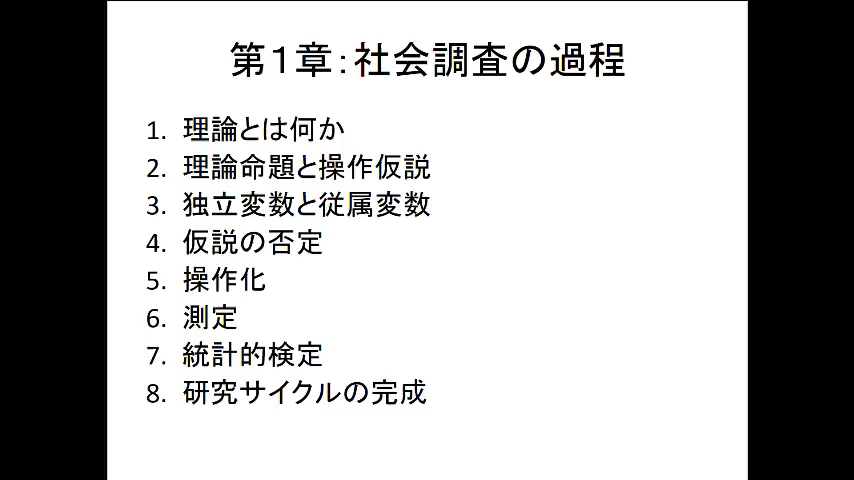 第１章：社会調査の過程
1. 理論とは何か
2. 理論命題と操作仮説
3. 独立変数と従属変数
4. 仮説の否定
5. 操作化
6. 測定
7. 統計的検定
8. 研究サイクルの完成